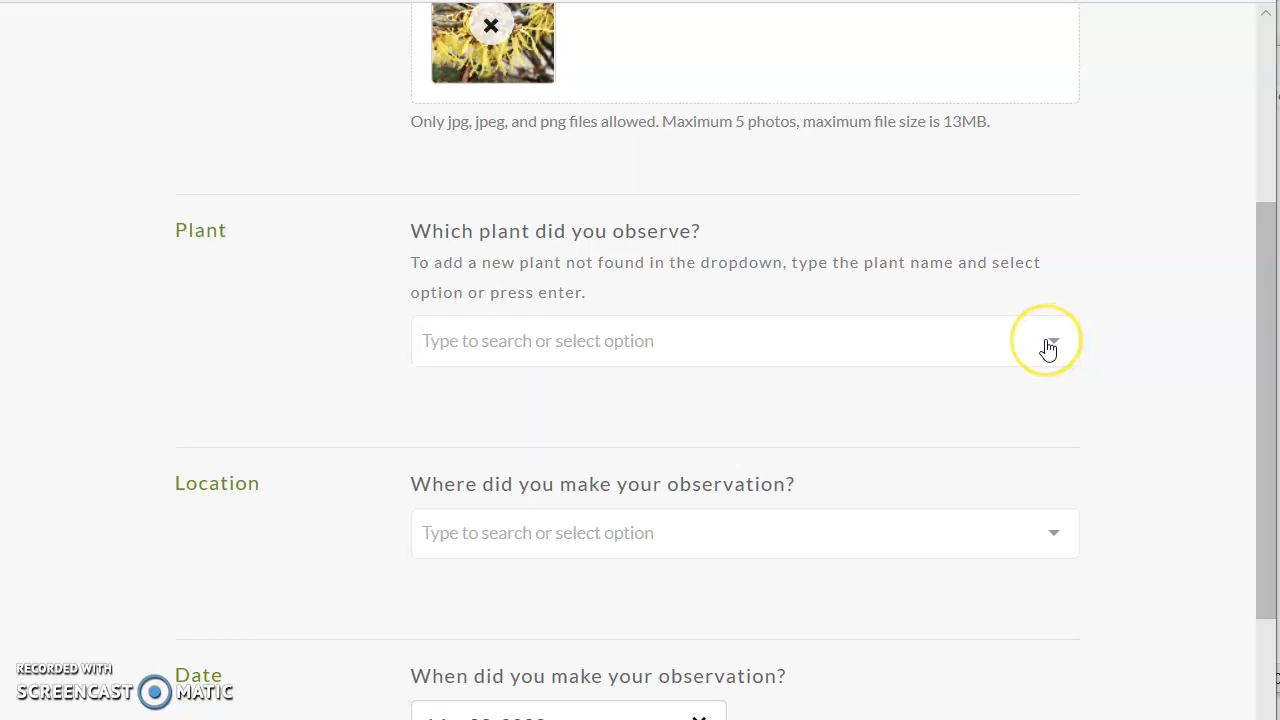 Only jpg, jpeg, and png files allowed. Maximum 5 photos, maximum file size is 13MB.
Plant
Which plant did you observe?
To add a new plant not found in the dropdown, type the plant name and select
option or press enter.
Type to search or select option
Location
Where did you make your observation?
Type to search or select option
Date
When did you make your observation?
RECORDED WITH
SCREENCAST MATIC